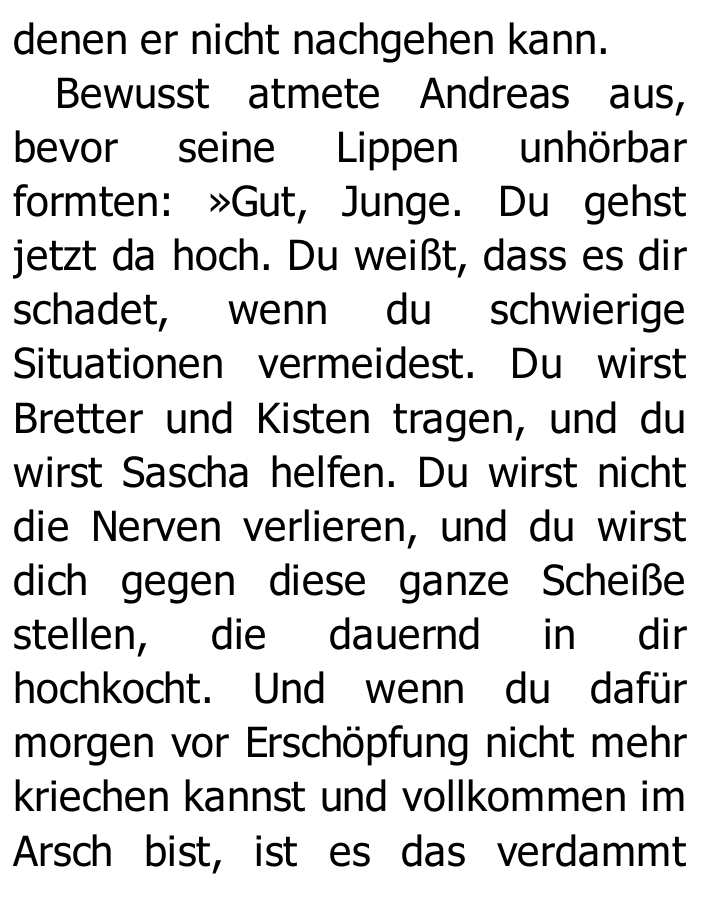 denen er nicht nachgehen kann.
Bewusst atmete Andreas aus,
bevor seine Lippen unhörbar
formten: »Gut, Junge. Du gehst
jetzt da hoch. Du weißt, dass es dir
schadet, wenn du schwierige
Situationen vermeidest. Du wirst
Bretter und Kisten tragen, und du
wirst Sascha helfen. Du wirst nicht
die Nerven verlieren, und du wirst
dich gegen diese ganze Scheiße
stellen, die dauernd in dir
hochkocht. Und wenn du dafür
morgen vor Erschöpfung nicht mehr
kriechen kannst und vollkommen im
Arsch bist, ist es das verdammt